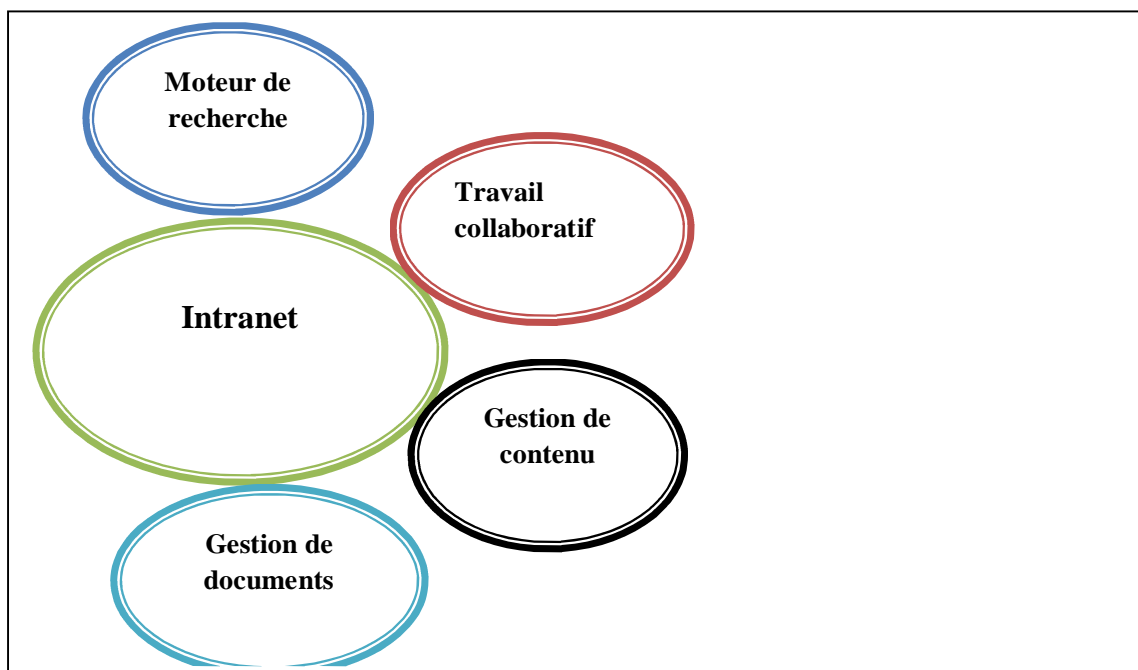 Moteur de
recherche
Travail
collaboratif
Intranet
Gestion de
contenu
Gestion de
documents